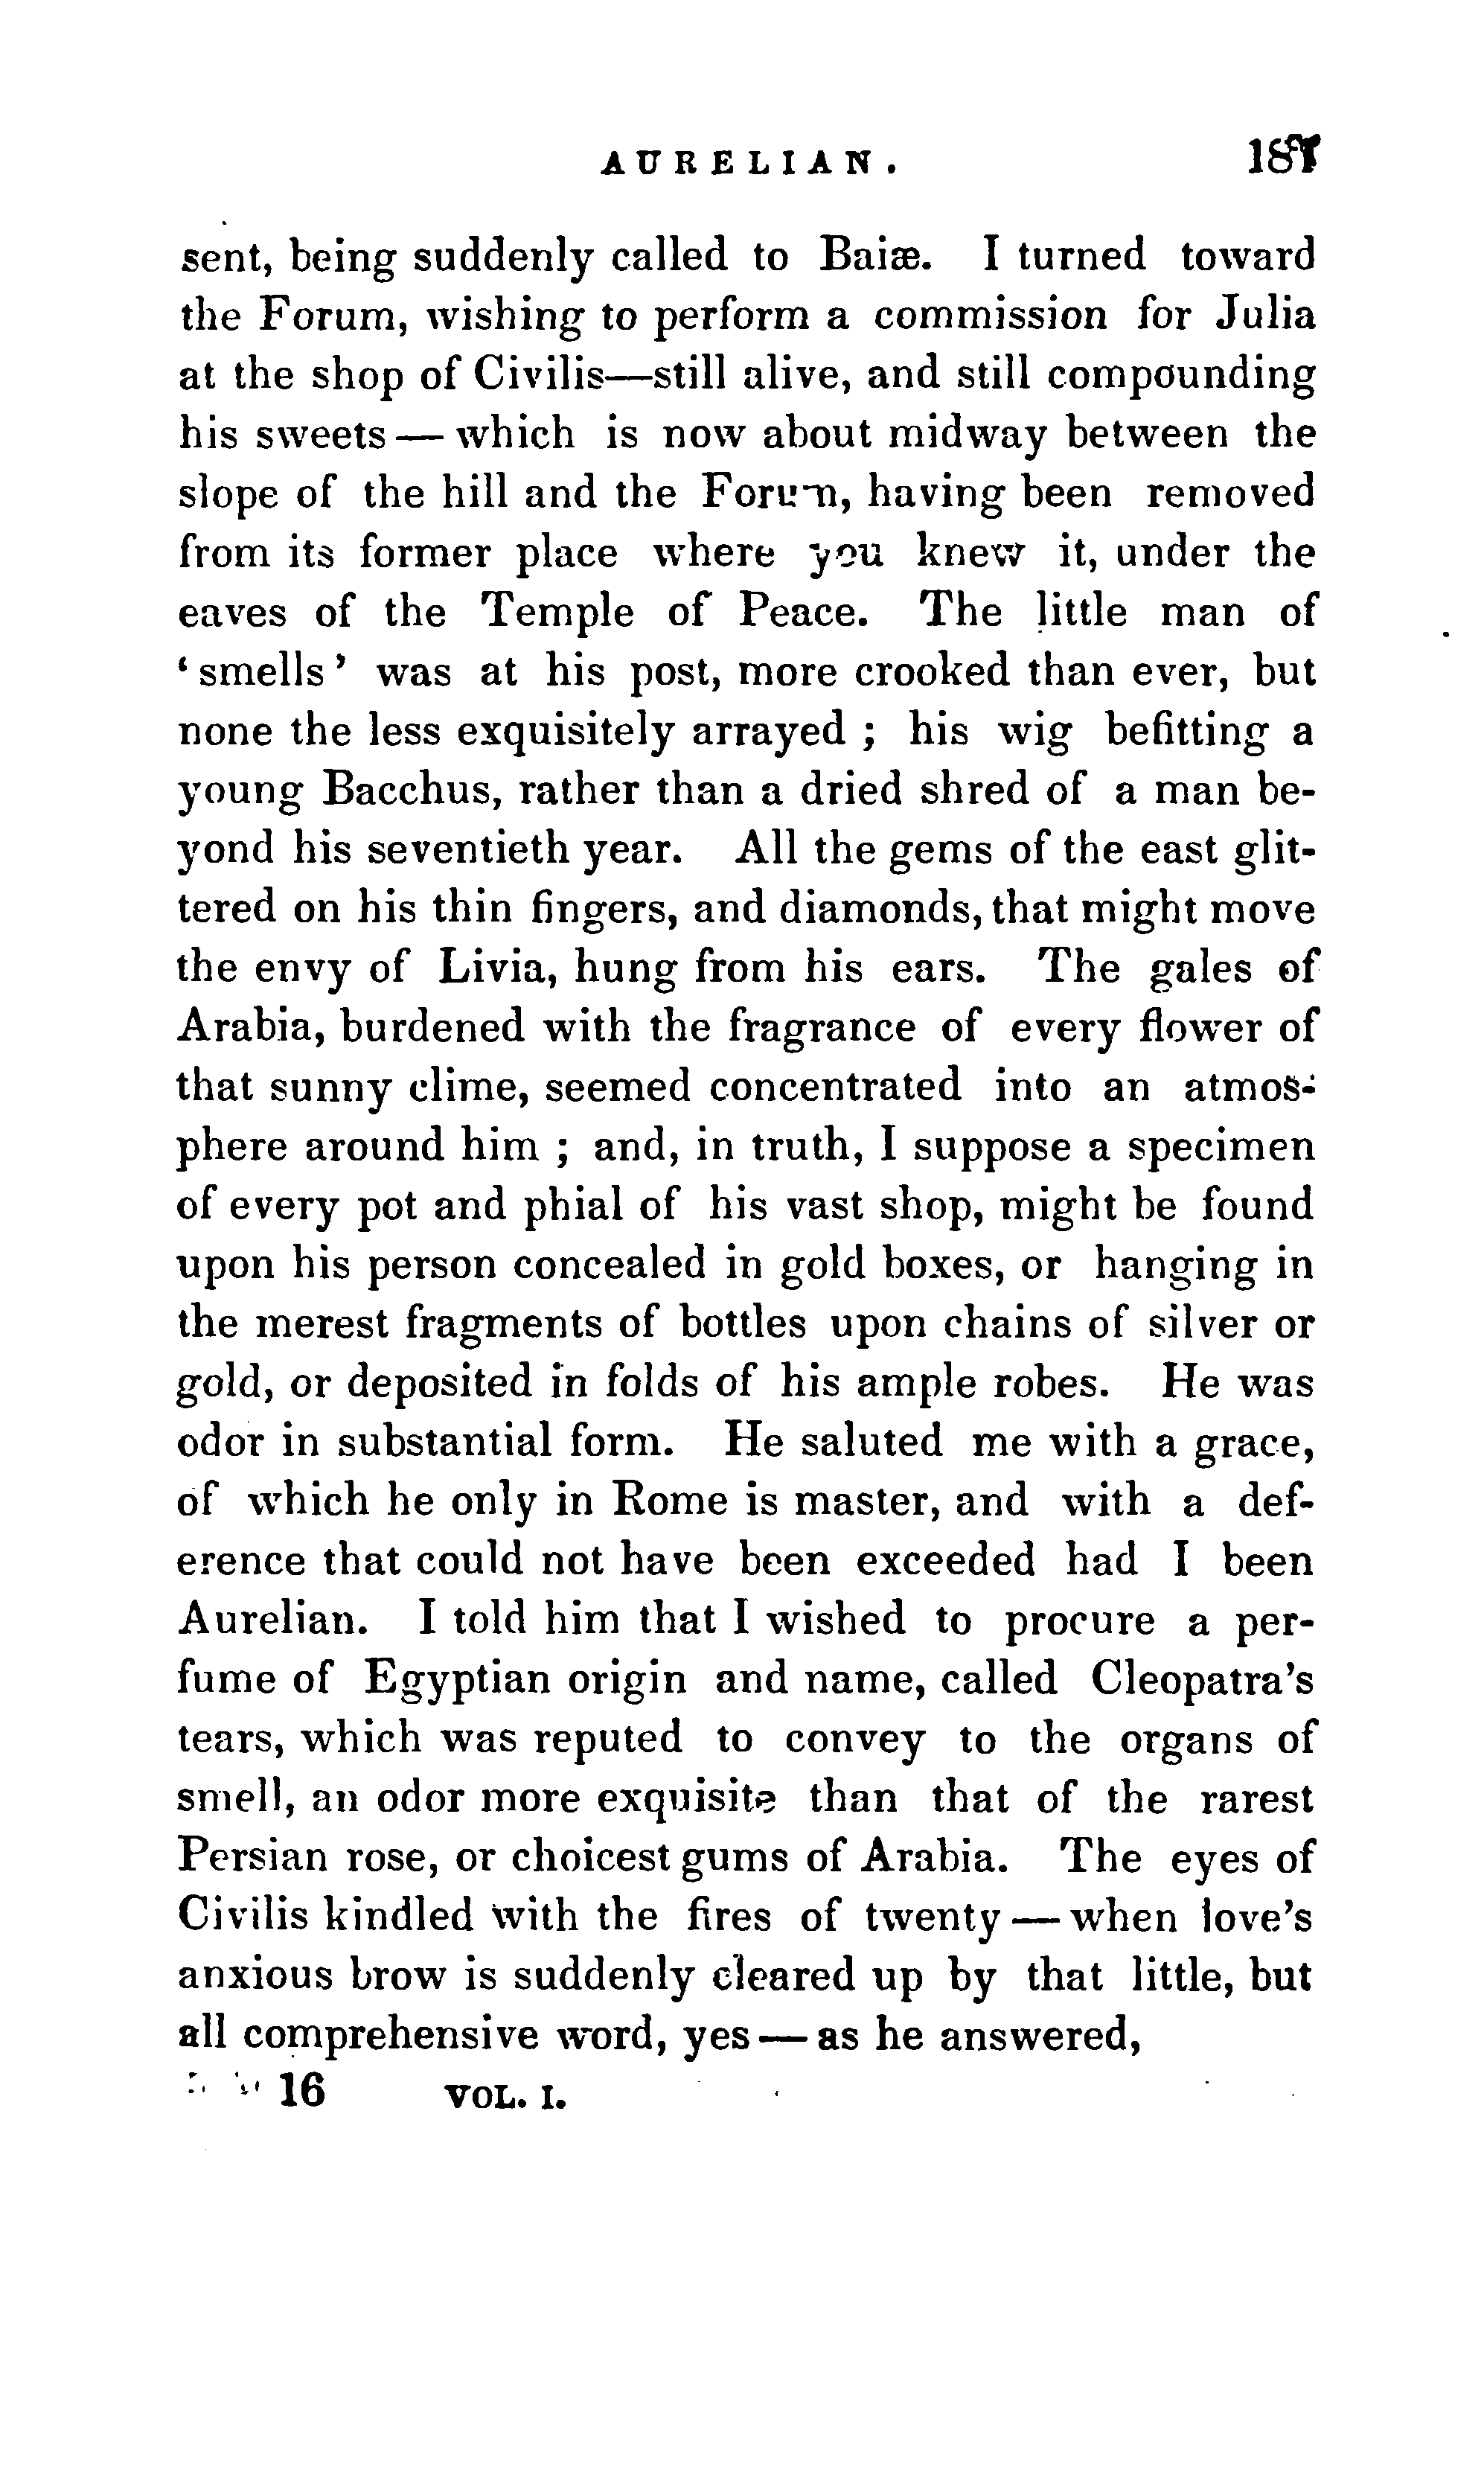 AURELIAN. 187
sent, being suddenly called to Baiæ. I turned toward
the Forum, wishing to perform a commission for Julia
at the shop of Civilis—still alive, and still compounding
his sweets — which is now about midway between the
slope of the hill and the Forum, having been removed
from its former place where you knew it, under the
eaves of the Temple of Peace. The little man of
‘smells’ was at his post, more crooked than ever, but
none the less exquisitely arrayed ; his wig befitting a
young Bacchus, rather than a dried shred of a man be-
yond his seventieth year. All the gems of the east glit-
tered on his thin fingers, and diamonds, that might move
the envy of Livia, hung from his ears. The gales of
Arabia, burdened with the fragrance of every flower of
that sunny clime, seemed concentrated into an atmos-
phere around him ; and, in truth, I suppose a specimen
of every pot and phial of his vast shop, might be found
upon his person concealed in gold boxes, or hanging in
the merest fragments of bottles upon chains of silver or
gold, or deposited in folds of his ample robes. He was
odor in substantial form. He saluted me with a grace,
of which he only in Rome is master, and with a def-
erence that could not have been exceeded had I been
Aurelian. I told him that I wished to procure a per-
fume of Egyptian origin and name, called Cleopatra's
tears, which was reputed to convey to the organs of
smell, an odor more exquisite than that of the rarest
Persian rose, or choicest gums of Arabia. The eyes of
Civilis kindled with the fires of twenty — when love's
anxious brow is suddenly cleared up by that little, but
all comprehensive word, yes — as he answered,
16 VOL. I.